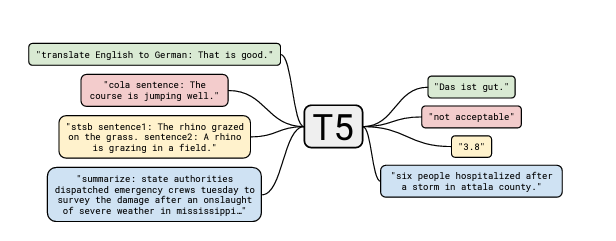 "translate English to German: That is good."
"cola sentence: The
course is jumping well."
"stsb sentence1: The rhino grazed
on the grass. sentence2: A rhino
is grazing in a field."
"summarize: state authorities
dispatched emergency crews tuesday to
survey the damage after an onslaught
of severe weather in mississippi…"
T5
"Das ist gut."
"not acceptable"
"3.8"
"six people hospitalized after
a storm in attala county."